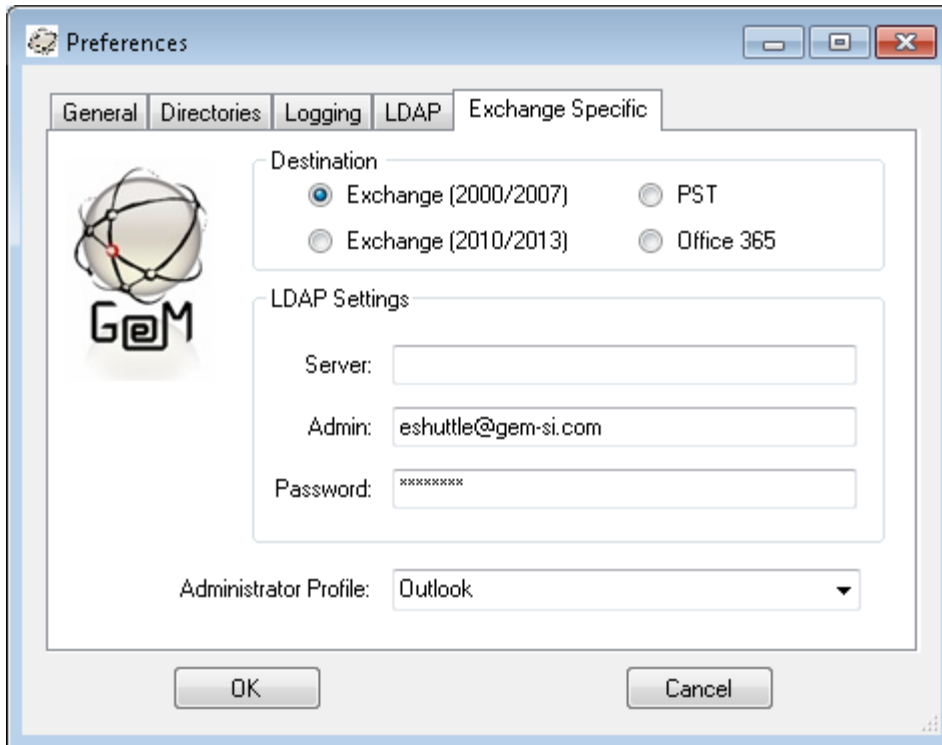 Preferences
General Directories Logging LDAP Exchange Specific
Destination
Exchange (2000/2007) PST
Exchange (2010/2013) Office 365
G@M
LDAP Settings
Server:
Admin: eshuttle@gem-si.com
Password: ********
Administrator Profile: Outlook
OK Cancel